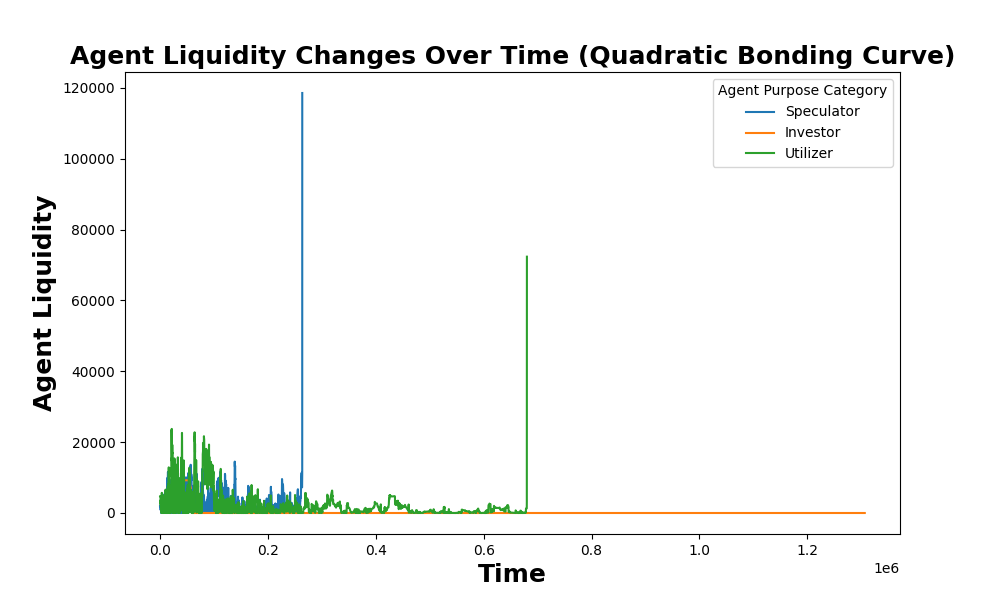 Agent Liquidity Changes Over Time (Quadratic Bonding Curve)
Agent Liquidity
120000
100000
80000
60000
40000
20000
0
Agent Purpose Category
Speculator
Investor
Utilizer
0.0 0.2 0.4 0.6 0.8 1.0 1.2
1e6
Time